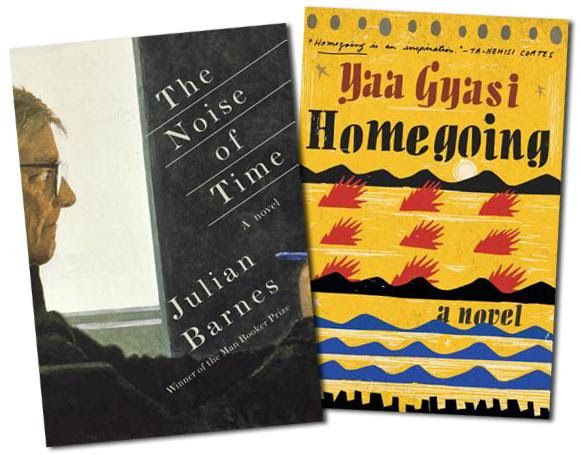 The
Noise
of
Time
A novel
Julian
Barnes
Winner of the Man Booker Prize
"Homegoing is an inspiration." —TA-NEHISI COATES
Yaa Gyasi
Homegoing
a novel